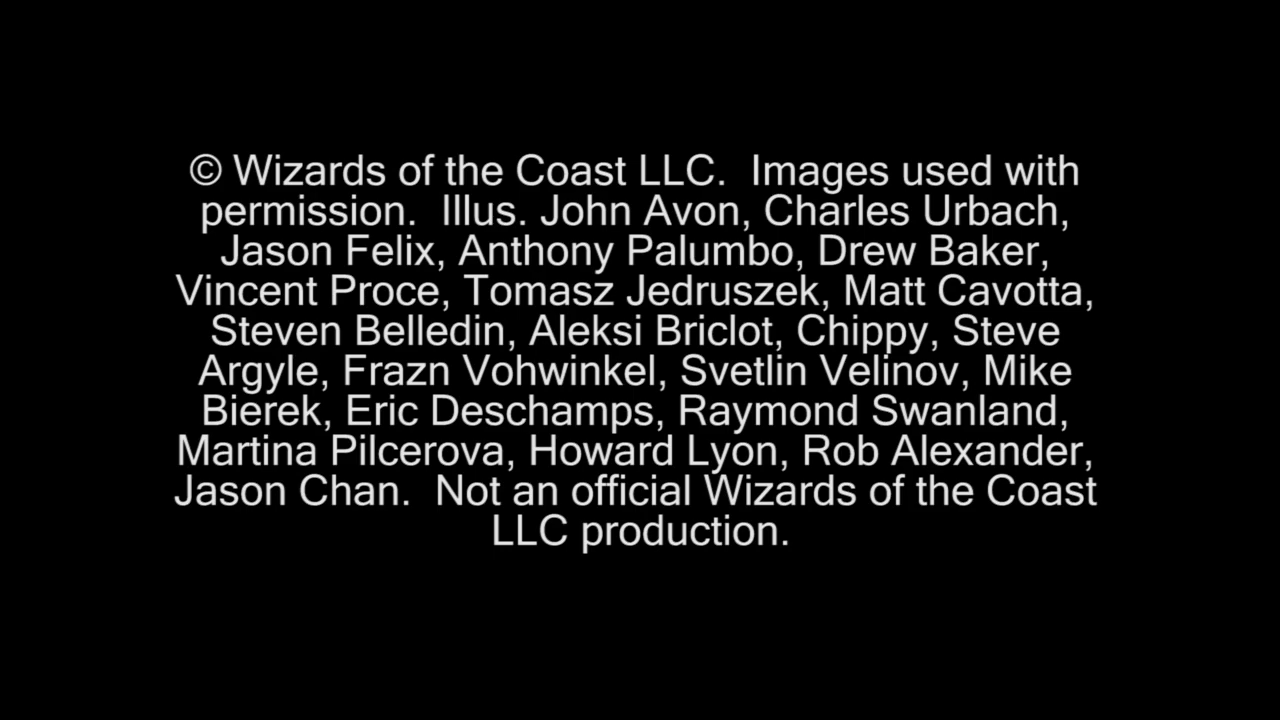 © Wizards of the Coast LLC.  Images used with
permission.  Illus. John Avon, Charles Urbach,
Jason Felix, Anthony Palumbo, Drew Baker,
Vincent Proce, Tomasz Jedruszek, Matt Cavotta,
Steven Belledin, Aleksi Briclot, Chippy, Steve
Argyle, Frazn Vohwinkel, Svetlin Velinov, Mike
Bierek, Eric Deschamps, Raymond Swanland,
Martina Pilcerova, Howard Lyon, Rob Alexander,
Jason Chan.  Not an official Wizards of the Coast
LLC production.